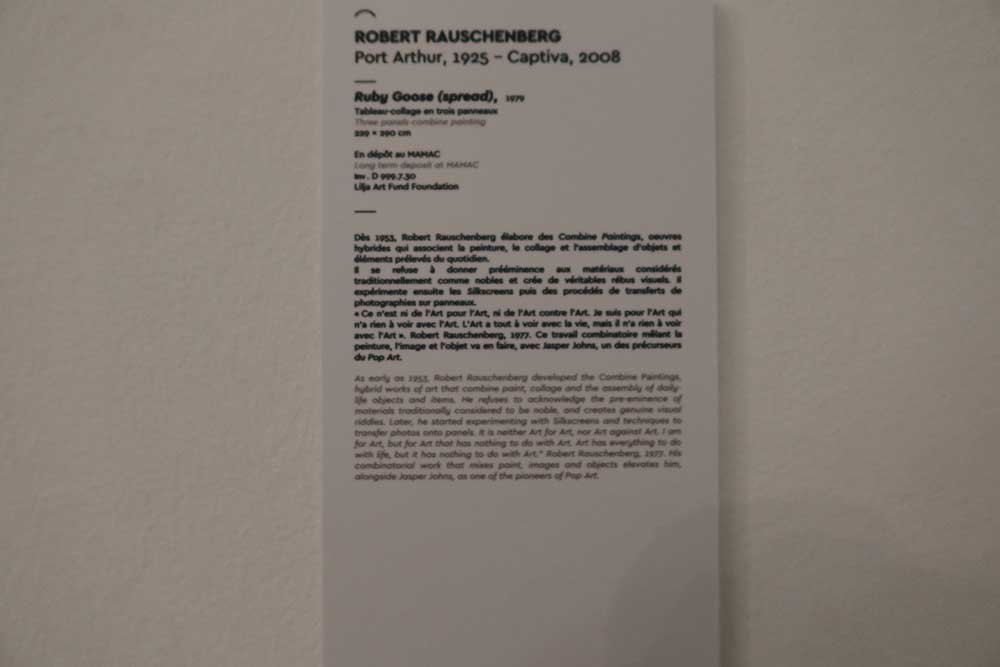 ROBERT RAUSCHENBERG
Port Arthur, 1925 – Captiva, 2008
Ruby Goose (spread), 1979
Tableau-collage en trois panneaux
Three panels combine painting
229 × 290 cm
En dépôt au MAMAC
Long term deposit at MAMAC
Inv. D 999.7.30
Lilja Art Fund Foundation
Dès 1953, Robert Rauschenberg élabore des Combine Paintings, oeuvres
hybrides qui associent la peinture, le collage et l'assemblage d'objets et
éléments prélevés du quotidien.
Il se refuse à donner prééminence aux matériaux considérés
traditionnellement comme nobles et crée de véritables rébus visuels. Il
expérimente ensuite les Silkscreens puis des procédés de transferts de
photographies sur panneaux.
« Ce n'est ni de l'Art pour l'Art, ni de l'Art contre l'Art. Je suis pour l'Art qui
n'a rien à voir avec l'Art. L'Art a tout à voir avec la vie, mais il n'a rien à voir
avec l'Art ». Robert Rauschenberg, 1977. Ce travail combinatoire mêlant la
peinture, l'image et l'objet va en faire, avec Jasper Johns, un des précurseurs
du Pop Art.
As early as 1953, Robert Rauschenberg developed the Combine Paintings,
hybrid works of art that combine paint, collage and the assembly of daily-
life objects and items. He refuses to acknowledge the pre-eminence of
materials traditionally considered to be noble, and creates genuine visual
riddles. Later, he started experimenting with Silkscreens and techniques to
transfer photos onto panels. It is neither Art for Art, nor Art against Art. I am
for Art, but for Art that has nothing to do with Art. Art has everything to do
with life, but it has nothing to do with Art." Robert Rauschenberg, 1977. His
combinatorial work that mixes paint, images and objects elevates him,
alongside Jasper Johns, as one of the pioneers of Pop Art.